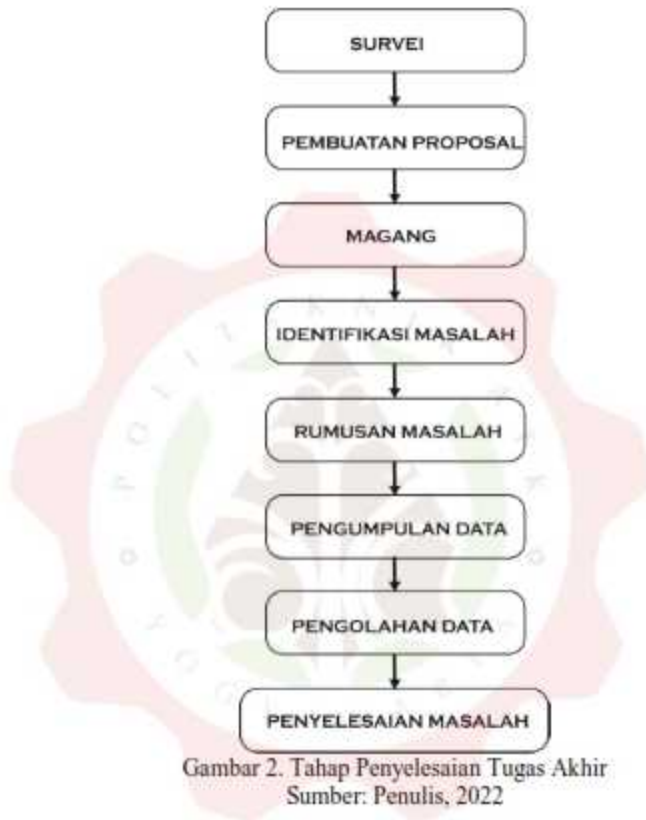 SURVEI
PEMBUATAN PROPOSAL
MAGANG
IDENTIFIKASI MASALAH
RUMUSAN MASALAH
PENGUMPULAN DATA
PENGOLAHAN DATA
PENYELESAIAN MASALAH
Gambar 2. Tahap Penyelesaian Tugas Akhir
Sumber: Penulis, 2022